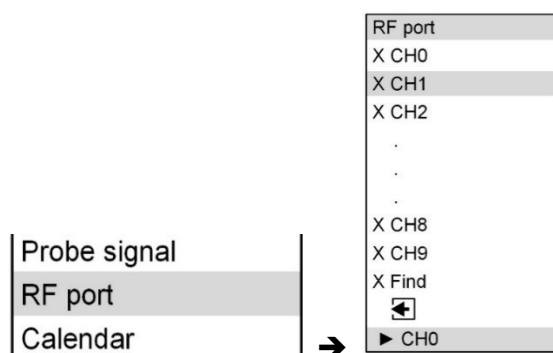 Probe signal
RF port
Calendar
➔
RF port
X CH0
X CH1
X CH2
.
.
.
X CH8
X CH9
X Find
► CH0